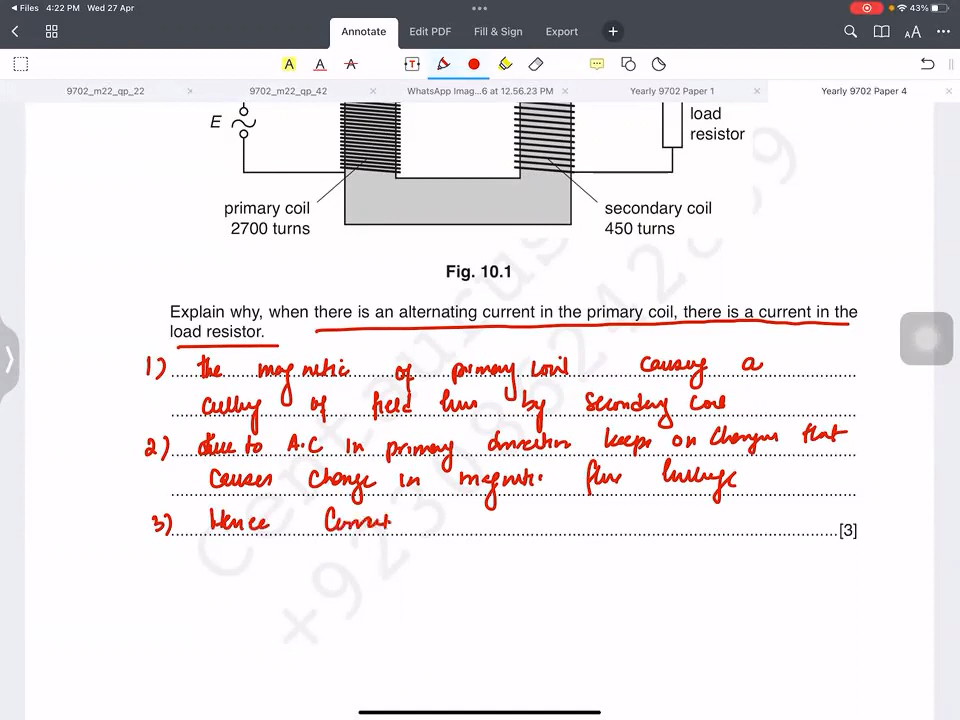 Files 4:22 PM Wed 27 Apr 43%
Annotate Edit PDF Fill & Sign Export
9702_m22_qp_22 9702_m22_qp_42 WhatsApp Imag...6 at 12.56.23 PM Yearly 9702 Paper 1 Yearly 9702 Paper 4
E
load
resistor
primary coil
2700 turns
secondary coil
450 turns
Fig. 10.1
Explain why, when there is an alternating current in the primary coil, there is a current in the
load resistor.
1) the magnetic of primary coil causing a
cutting of field line by secondary coil
2) due to A.C in primary direction keeps on changing that
causes change in magnetic flux linkage
3) Hence Current
[3]